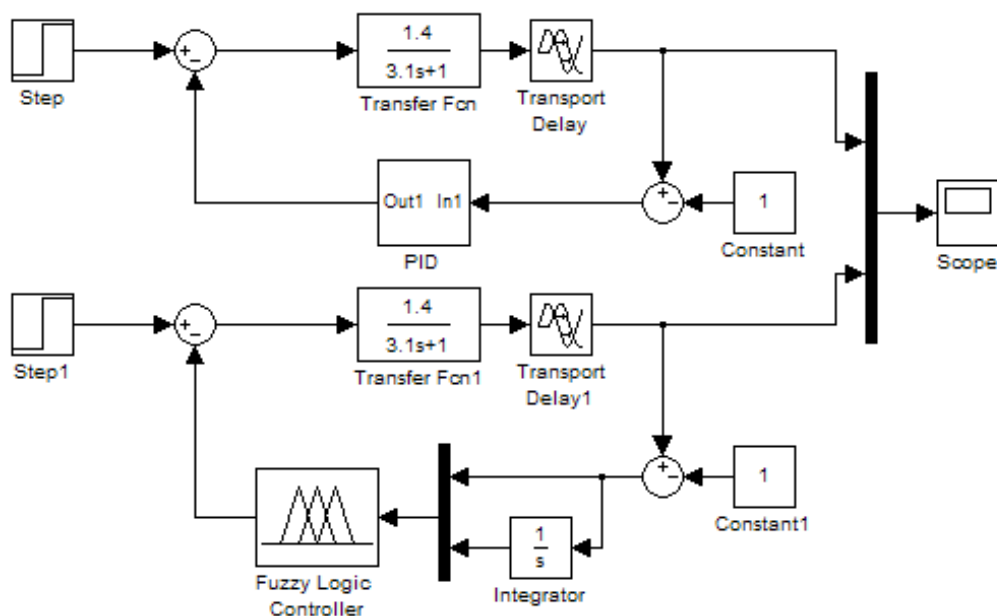 1.4
3.1s+1
Step
Transfer Fcn
Transport
Delay
Out1 In1
1
PID
Constant
Scope
1.4
3.1s+1
Step1
Transfer Fcn1
Transport
Delay1
1
Constant1
1
s
Fuzzy Logic
Controller
Integrator